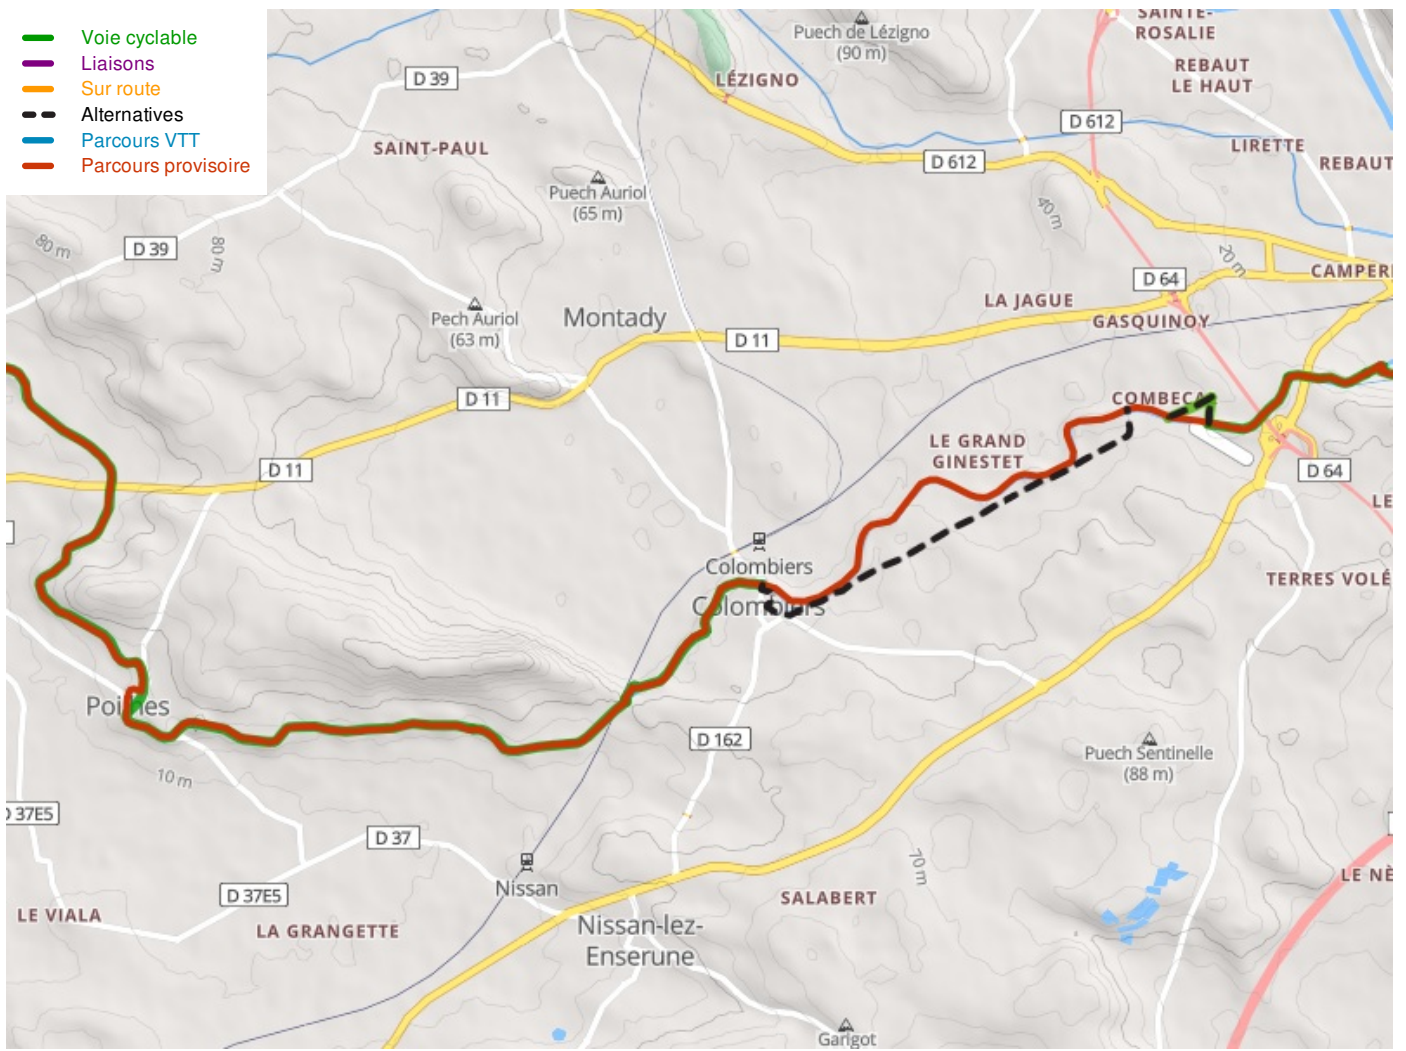 Voie cyclable
Liaisons
Sur route
Alternatives
Parcours VTT
Parcours provisoire
SAINTE-
ROSALIE
Puech de Lézigno
(90 m)
REBAUT
LE HAUT
D 39
LÉZIGNO
D 612
SAINT-PAUL
D 612
LIRETTE
REBAUT
Puech Auriol
(65 m)
40 m
80 m
D 39
80 m
20 m
D 64
CAMPER
LA JAGUE
Pech Auriol
(63 m)
Montady
GASQUINOY
D 11
D 11
COMBECA
LE GRAND
GINESTET
D 11
D 64
LE
Colombiers
TERRES VOLÉ
Colombiers
Poilhes
D 162
Puech Sentinelle
(88 m)
10 m
D 37E5
D 37
70 m
LE NÈ
Nissan
D 37E5
SALABERT
LE VIALA
LA GRANGETTE
Nissan-lez-
Enserune
Garigot